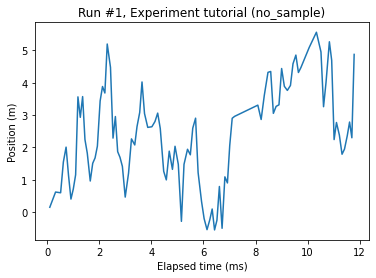 Run #1, Experiment tutorial (no_sample)
Position (m)
5
4
3
2
1
0
0 2 4 6 8 10 12
Elapsed time (ms)